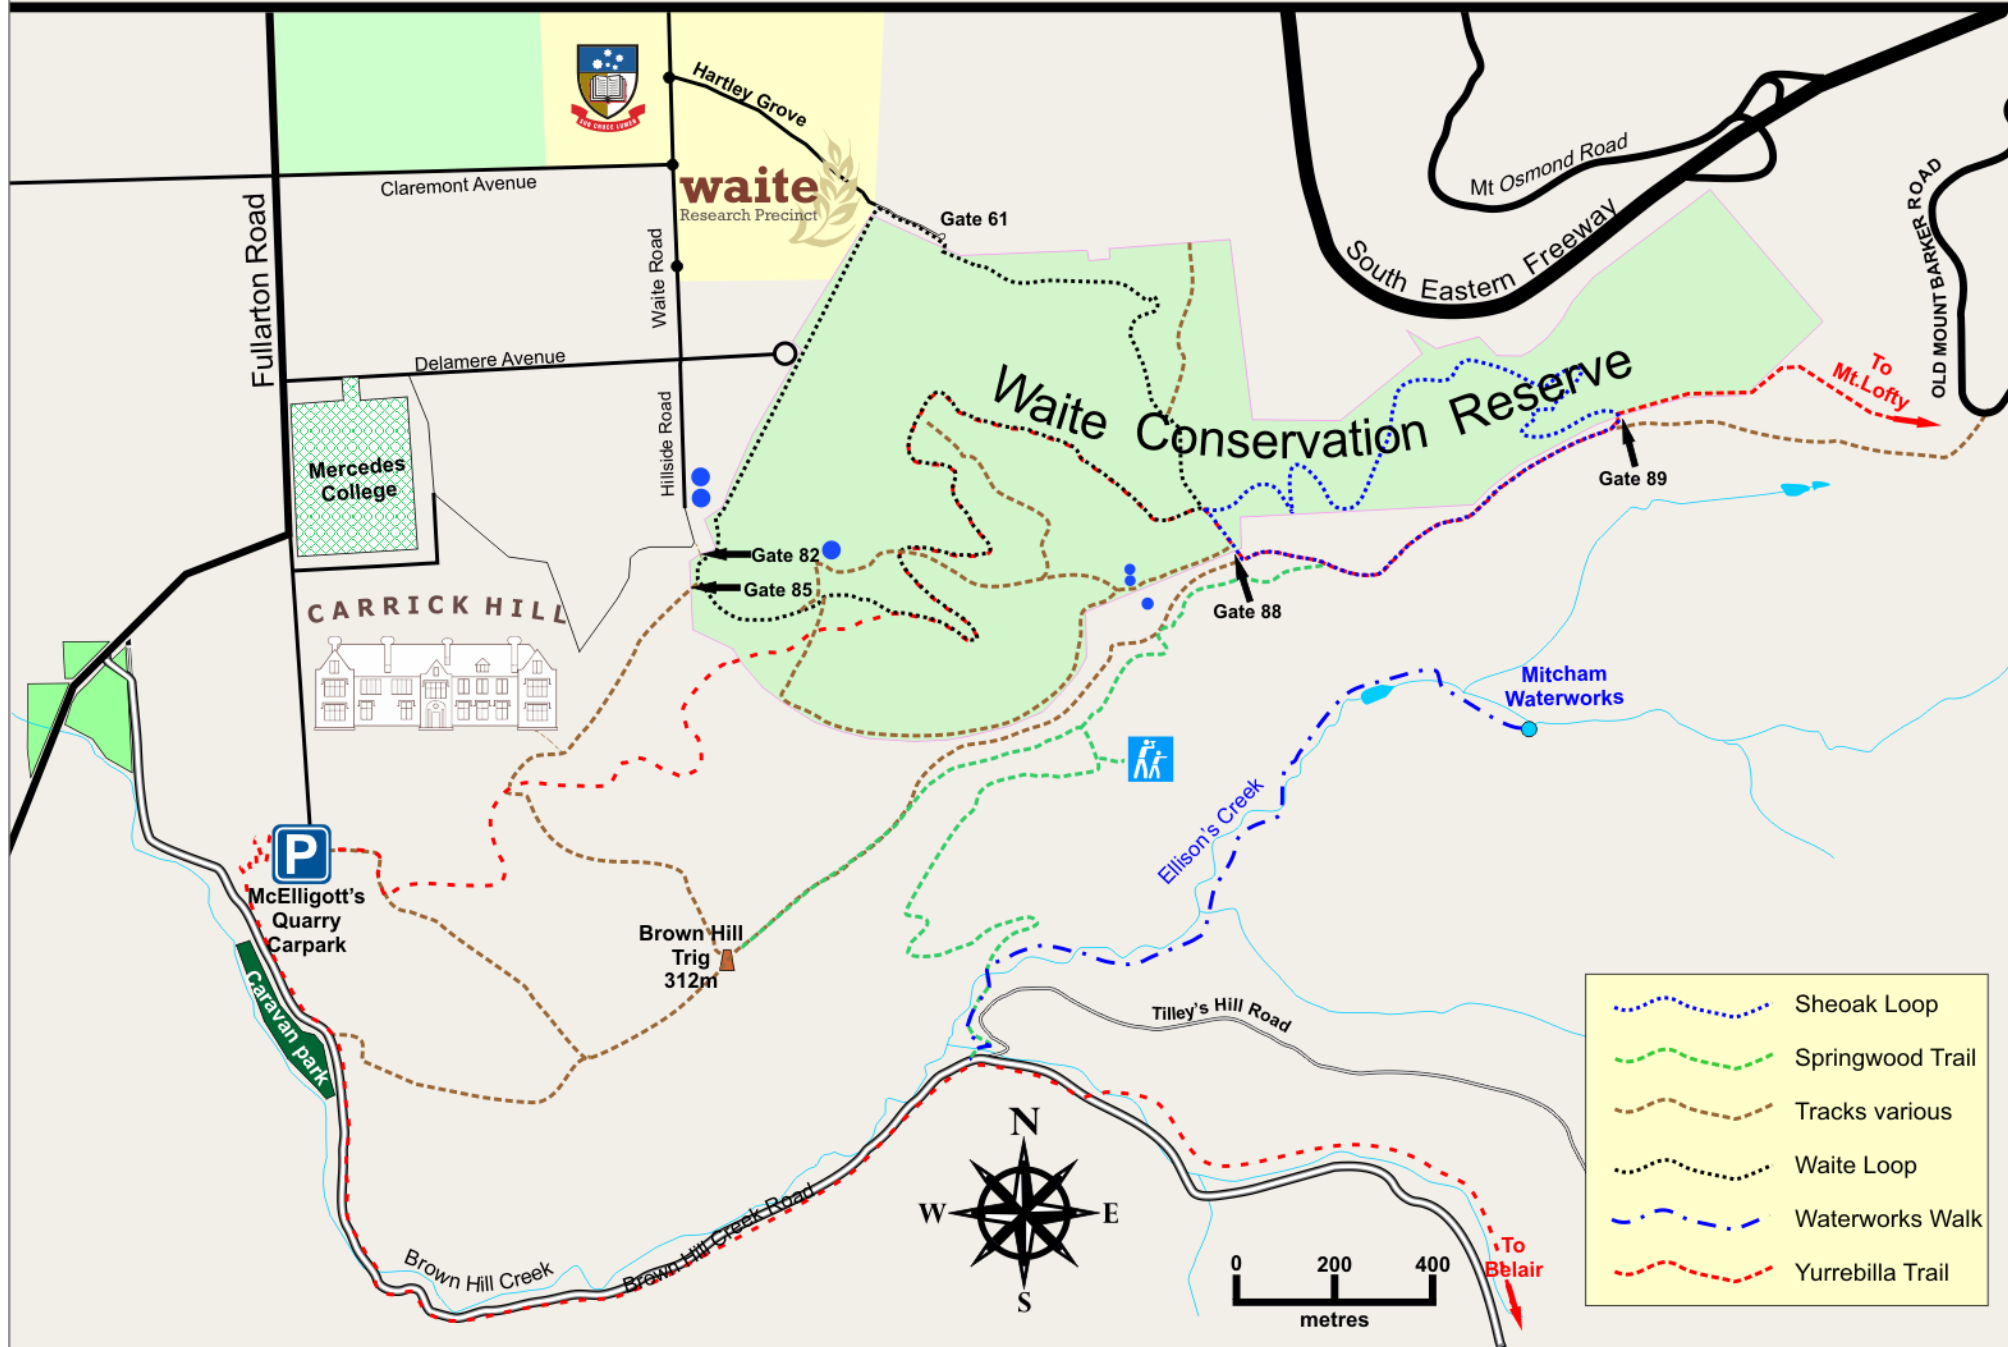 Hartley Grove
SUB CRUCE LUMEN
waite
Research Precinct
Claremont Avenue
Gate 61
Fullarton Road
Waite Road
Mt Osmond Road
South Eastern Freeway
OLD MOUNT BARKER ROAD
Delamere Avenue
Hillside Road
Waite Conservation Reserve
To
Mt.Lofty
Mercedes
College
Gate 89
Gate 82
Gate 85
Gate 88
CARRICK HILL
Mitcham
Waterworks
Ellison's Creek
P
McElligott's
Quarry
Carpark
Brown Hill
Trig
312m
Caravan park
Tilley's Hill Road
Brown Hill Creek
Brown Hill Creek Road
N
W
E
S
0 200 400
metres
To
Belair
Sheoak Loop
Springwood Trail
Tracks various
Waite Loop
Waterworks Walk
Yurrebilla Trail